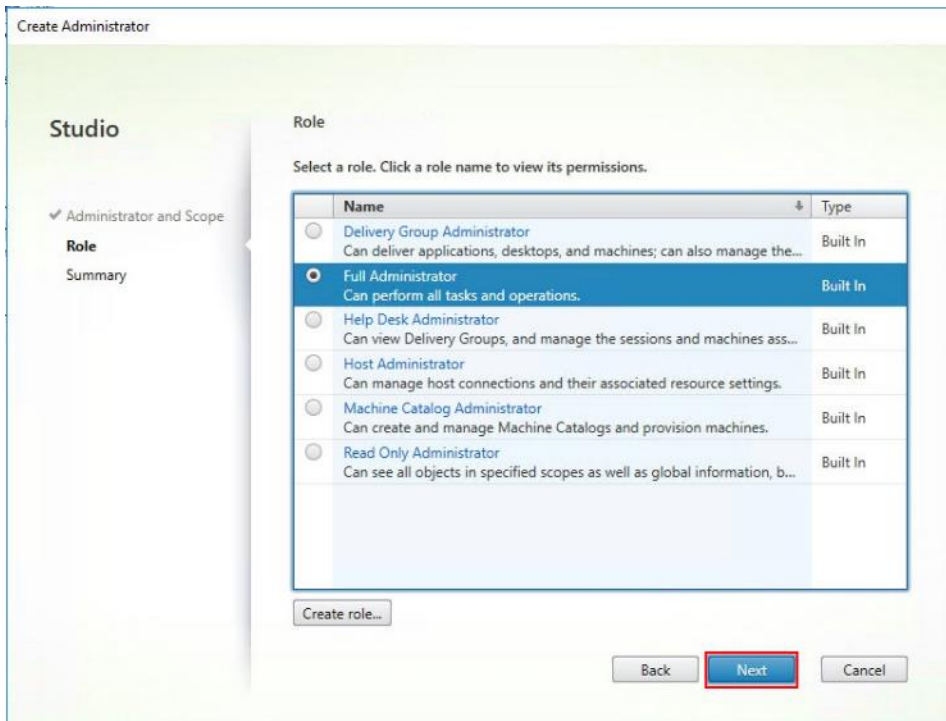 Create Administrator
Studio
Administrator and Scope
Role
Summary
Role
Select a role. Click a role name to view its permissions.
Name
Type
Delivery Group Administrator
Can deliver applications, desktops, and machines; can also manage the...
Built In
Full Administrator
Can perform all tasks and operations.
Built In
Help Desk Administrator
Can view Delivery Groups, and manage the sessions and machines ass...
Built In
Host Administrator
Can manage host connections and their associated resource settings.
Built In
Machine Catalog Administrator
Can create and manage Machine Catalogs and provision machines.
Built In
Read Only Administrator
Can see all objects in specified scopes as well as global information, b...
Built In
Create role...
Back
Next
Cancel